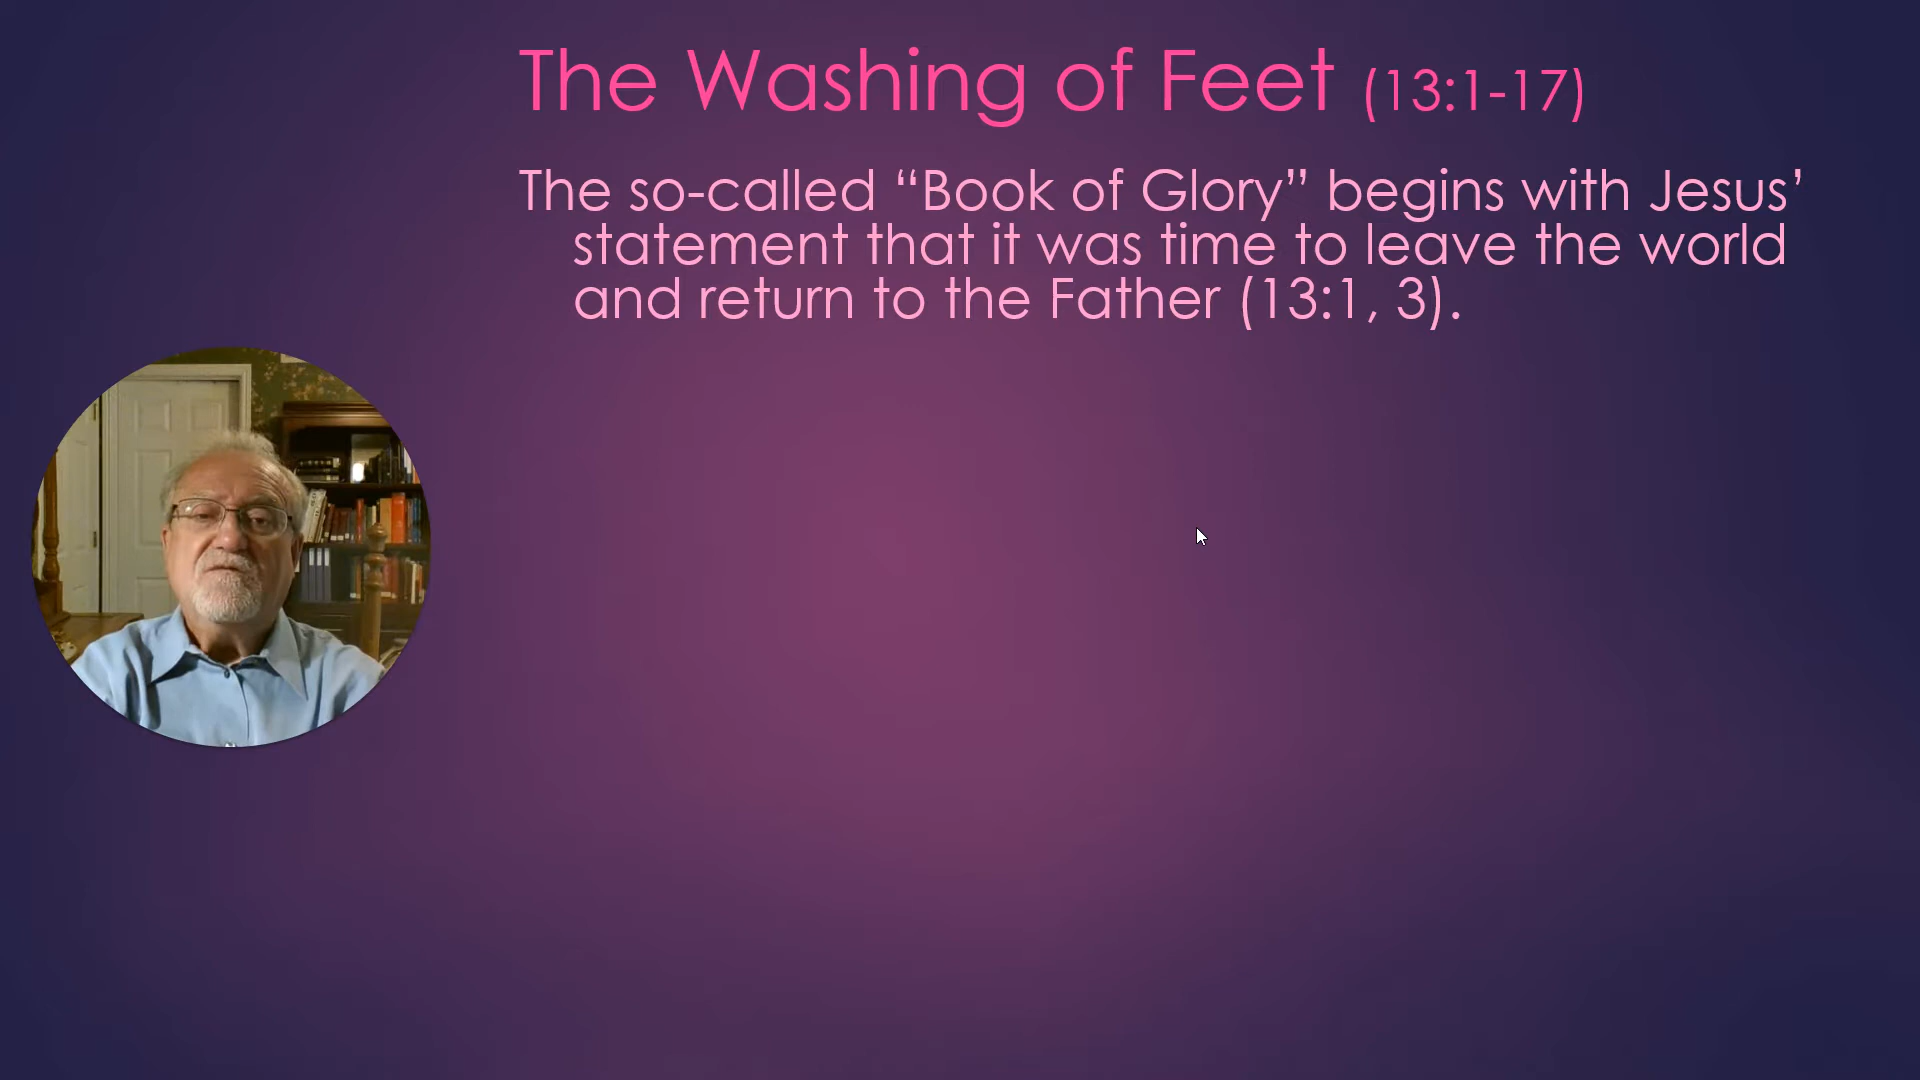 The Washing of Feet (13:1-17)
The so-called “Book of Glory” begins with Jesus’
statement that it was time to leave the world
and return to the Father (13:1, 3).